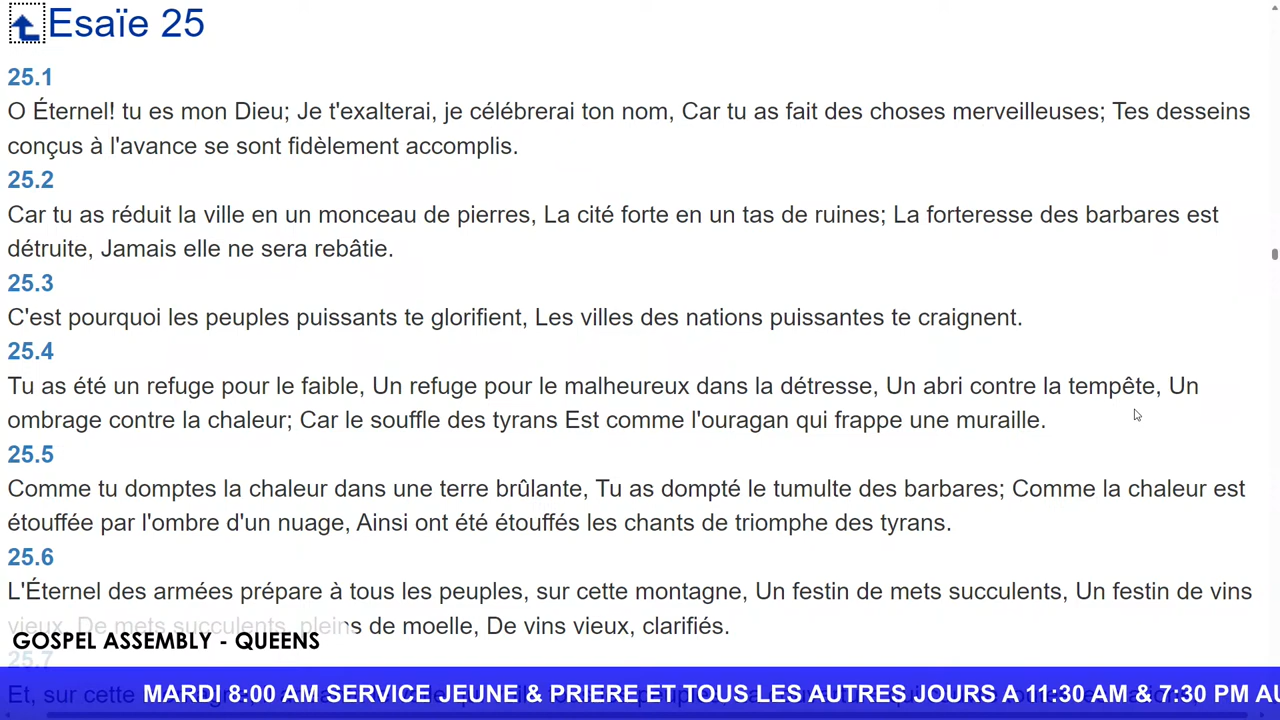 Esaïe 25
25.1
O Éternel! tu es mon Dieu; Je t'exalterai, je célébrerai ton nom, Car tu as fait des choses merveilleuses; Tes desseins
conçus à l'avance se sont fidèlement accomplis.
25.2
Car tu as réduit la ville en un monceau de pierres, La cité forte en un tas de ruines; La forteresse des barbares est
détruite, Jamais elle ne sera rebâtie.
25.3
C'est pourquoi les peuples puissants te glorifient, Les villes des nations puissantes te craignent.
25.4
Tu as été un refuge pour le faible, Un refuge pour le malheureux dans la détresse, Un abri contre la tempête, Un
ombrage contre la chaleur; Car le souffle des tyrans Est comme l'ouragan qui frappe une muraille.
25.5
Comme tu domptes la chaleur dans une terre brûlante, Tu as dompté le tumulte des barbares; Comme la chaleur est
étouffée par l'ombre d'un nuage, Ainsi ont été étouffés les chants de triomphe des tyrans.
25.6
L'Éternel des armées prépare à tous les peuples, sur cette montagne, Un festin de mets succulents, Un festin de vins
vieux, De mets succulents, pleins de moelle, De vins vieux, clarifiés.
GOSPEL ASSEMBLY - QUEENS
25.7
Et, sur cette
MARDI 8:00 AM SERVICE JEUNE & PRIERE ET TOUS LES AUTRES JOURS A 11:30 AM & 7:30 PM AU